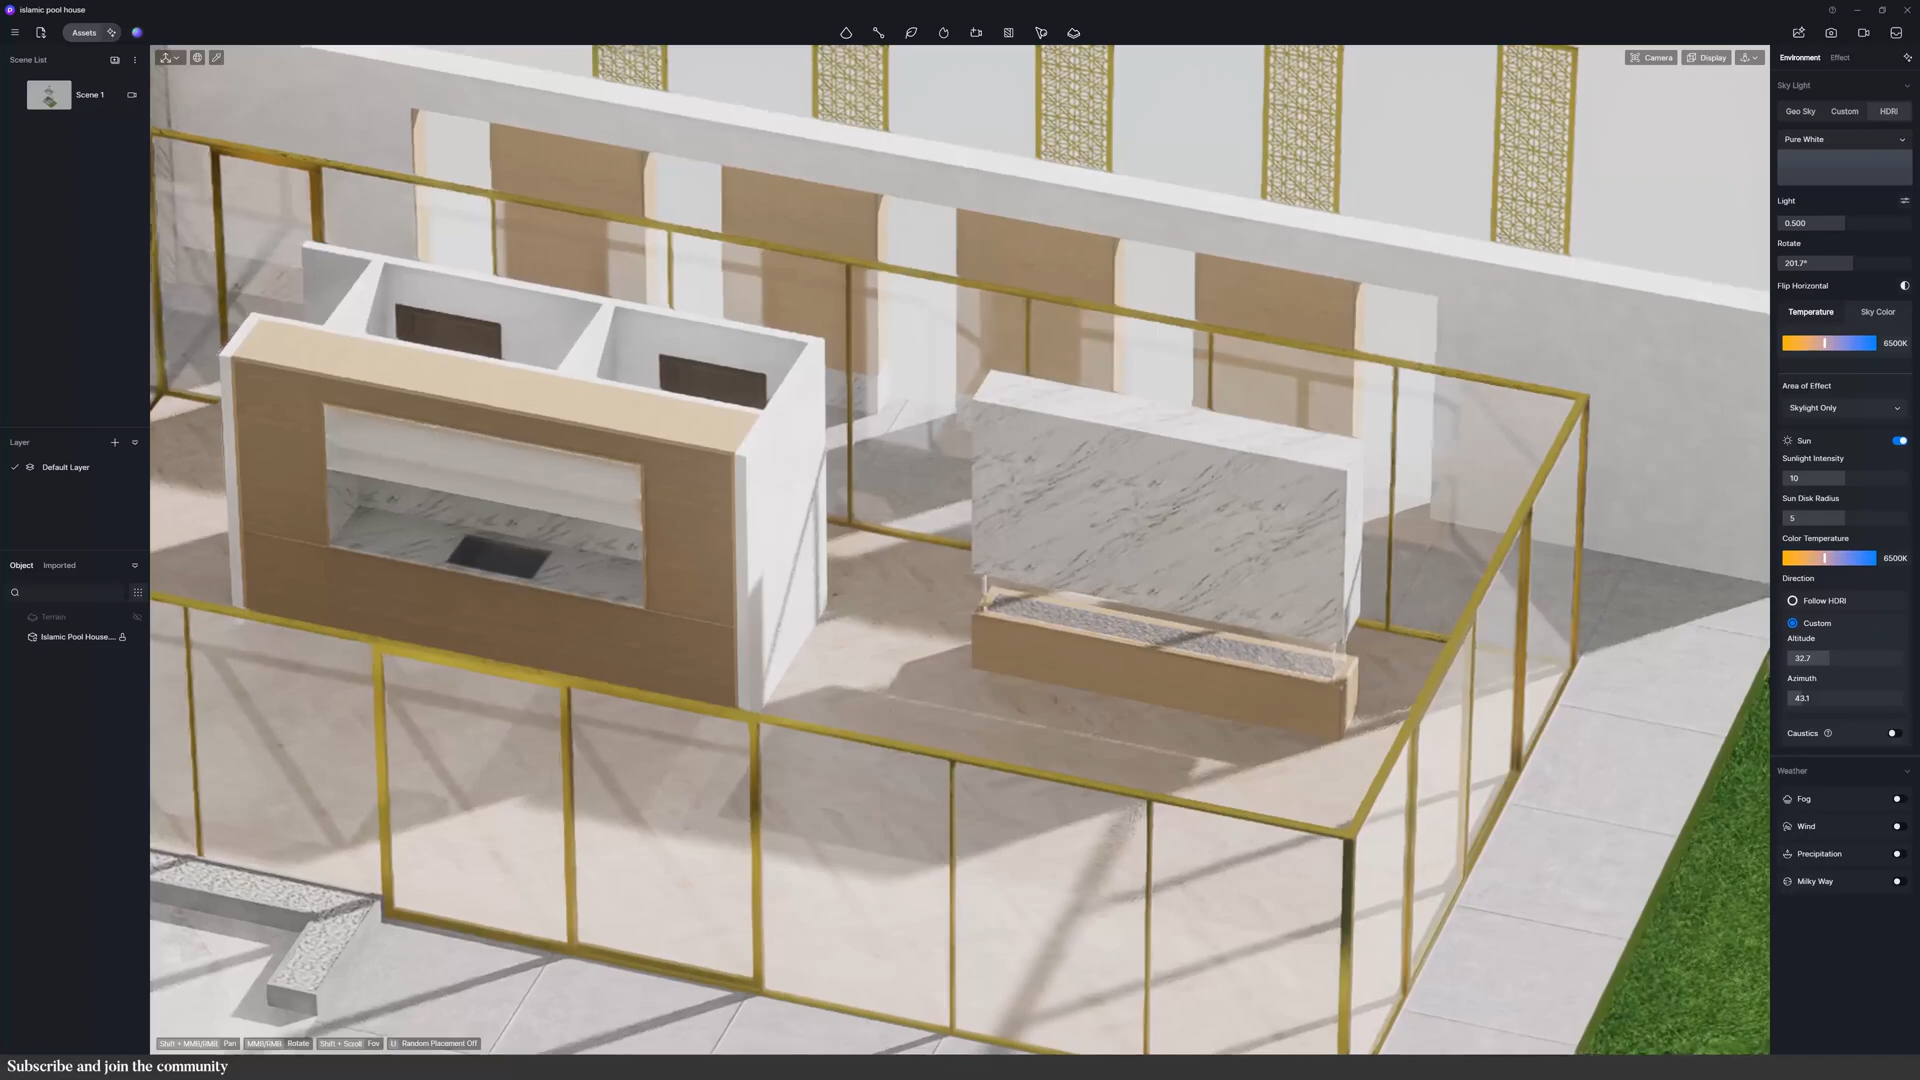 islamic pool house
Assets
Scene List
Scene 1
Layer
Default Layer
Object
Imported
Terrain
Islamic Pool House....
Camera
Display
Shift + MMB/RMB
Pan
MMB/RMB
Rotate
Shift + Scroll
Fov
U
Random Placement Off
Environment
Effect
Sky Light
Geo Sky
Custom
HDRI
Pure White
Light
0.500
Rotate
201.7°
Flip Horizontal
Temperature
Sky Color
6500K
Area of Effect
Skylight Only
Sun
Sunlight Intensity
10
Sun Disk Radius
5
Color Temperature
6500K
Direction
Follow HDRI
Custom
Altitude
32.7
Azimuth
43.1
Caustics
Weather
Fog
Wind
Precipitation
Milky Way
Subscribe and join the community